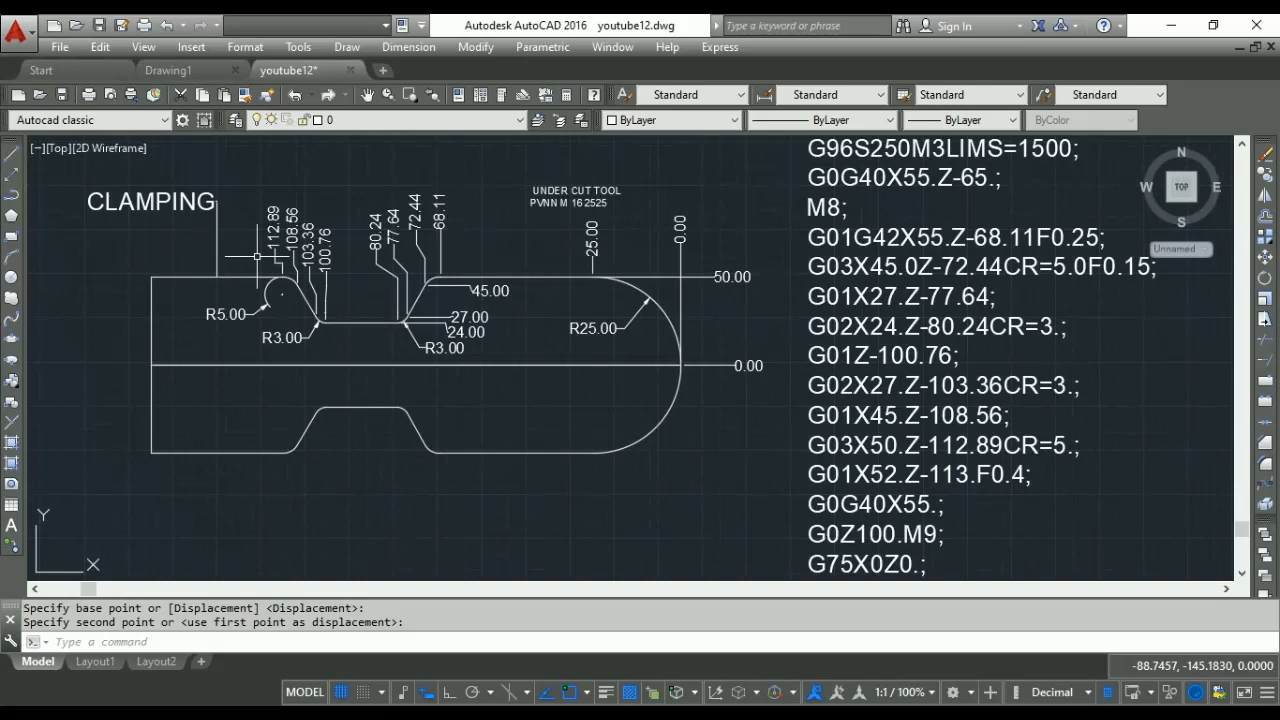 Autodesk AutoCAD 2016 youtube12.dwg
Type a keyword or phrase
Sign In
File Edit View Insert Format Tools Draw Dimension Modify Parametric Window Help Express
Start Drawing1 youtube12*
Standard Standard Standard Standard
Autocad classic 0 ByLayer ByLayer ByLayer ByColor
[−][Top][2D Wireframe]
CLAMPING
UNDER CUT TOOL
PVNN M 16 2525
112.89
108.56
103.36
100.76
80.24
77.64
72.44
68.11
25.00
0.00
50.00
45.00
R5.00
27.00
24.00
R3.00
R3.00
R25.00
0.00
G96S250M3LIMS=1500;
G0G40X55.Z-65.;
M8;
G01G42X55.Z-68.11F0.25;
G03X45.0Z-72.44CR=5.0F0.15;
G01X27.Z-77.64;
G02X24.Z-80.24CR=3.;
G01Z-100.76;
G02X27.Z-103.36CR=3.;
G01X45.Z-108.56;
G03X50.Z-112.89CR=5.;
G01X52.Z-113.F0.4;
G0G40X55.;
G0Z100.M9;
G75X0Z0.;
N
W TOP E
S
Unnamed
Y
X
Specify base point or [Displacement] <Displacement>:
Specify second point or <use first point as displacement>:
Type a command
Model Layout1 Layout2
-88.7457, -145.1830, 0.0000
MODEL 1:1 / 100% Decimal